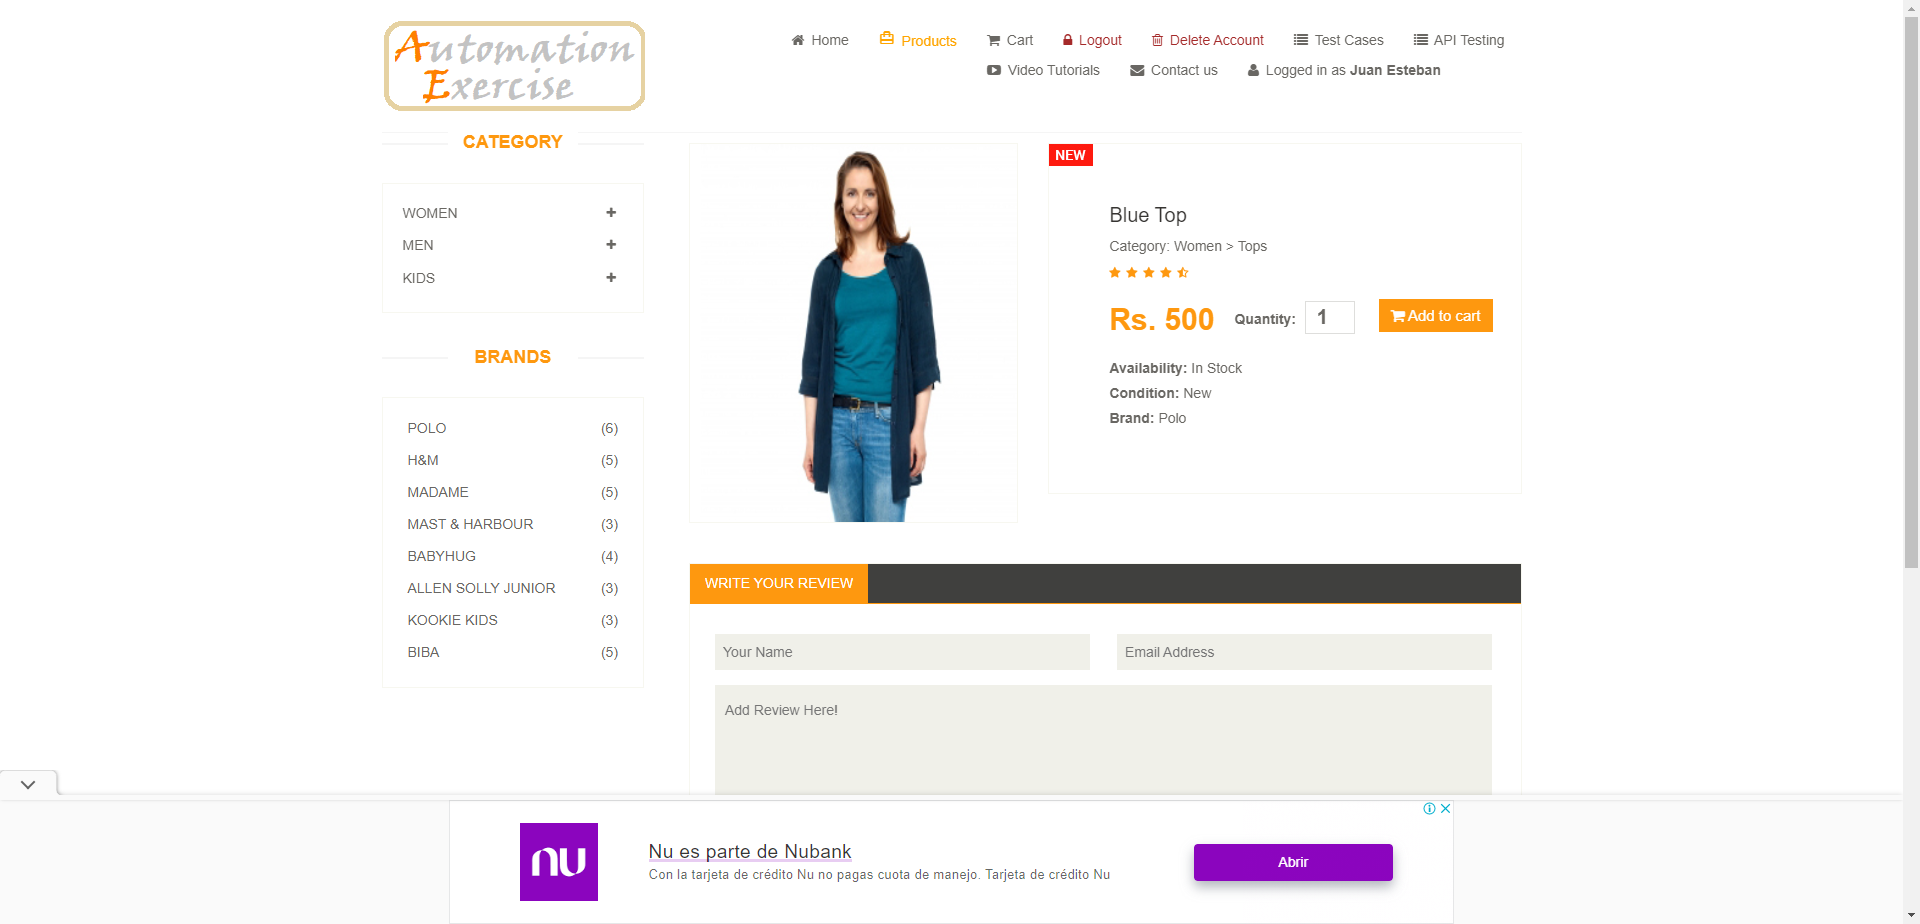 Automation
Exercise
Home
Products
Cart
Logout
Delete Account
Test Cases
API Testing
Video Tutorials
Contact us
Logged in as Juan Esteban
CATEGORY
WOMEN
MEN
KIDS
BRANDS
POLO (6)
H&M (5)
MADAME (5)
MAST & HARBOUR (3)
BABYHUG (4)
ALLEN SOLLY JUNIOR (3)
KOOKIE KIDS (3)
BIBA (5)
NEW
Blue Top
Category: Women > Tops
Rs. 500 Quantity: 1 Add to cart
Availability: In Stock
Condition: New
Brand: Polo
WRITE YOUR REVIEW
Your Name
Email Address
Add Review Here!
nu
Nu es parte de Nubank
Con la tarjeta de crédito Nu no pagas cuota de manejo. Tarjeta de crédito Nu
Abrir